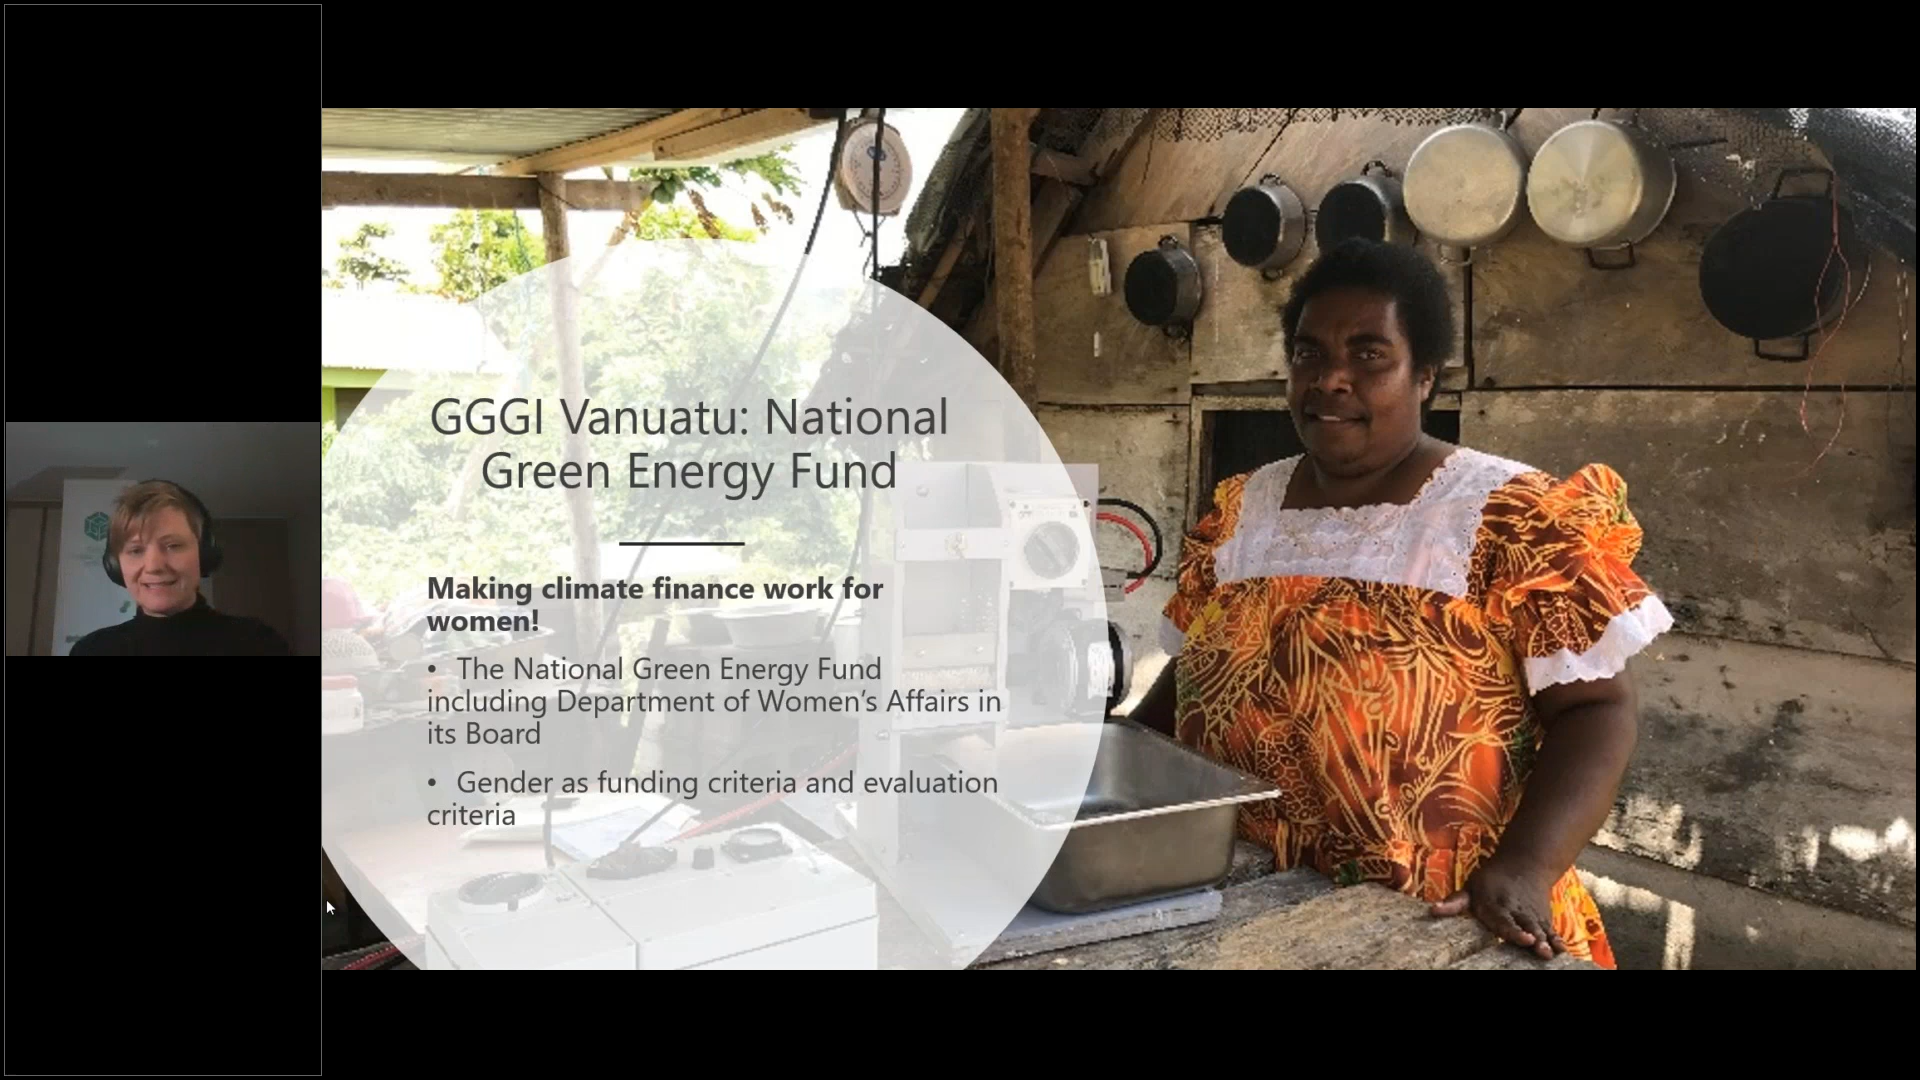 GGGI Vanuatu: National
Green Energy Fund
Making climate finance work for
women!
• The National Green Energy Fund
including Department of Women’s Affairs in
its Board
• Gender as funding criteria and evaluation
criteria